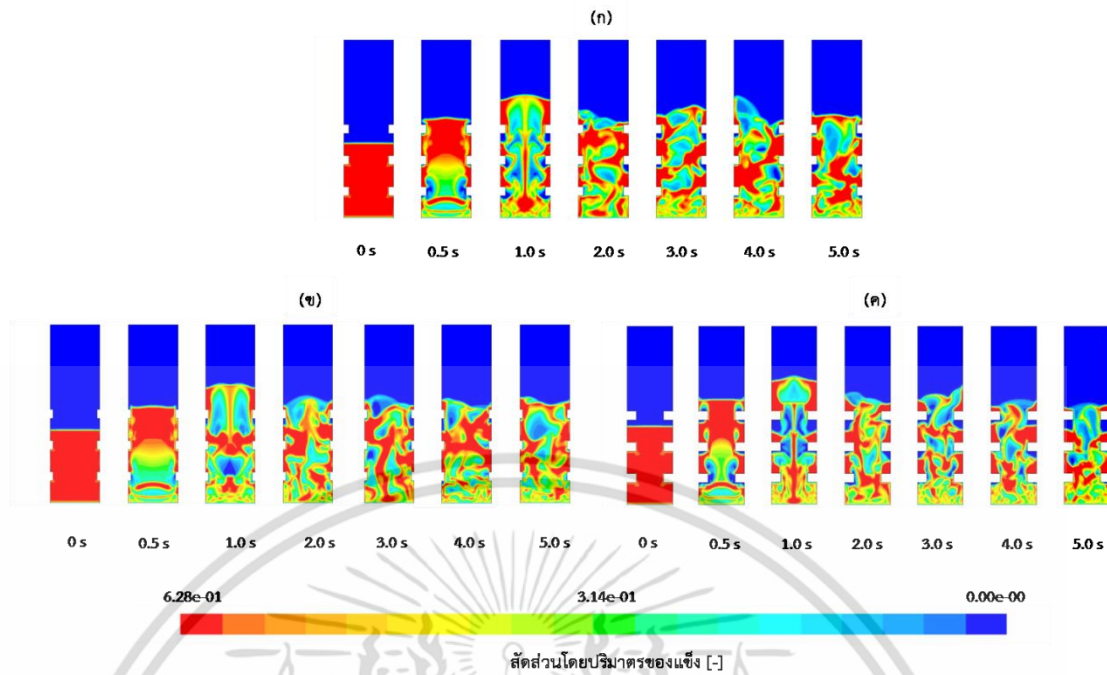 (ก)
0 s 0.5 s 1.0 s 2.0 s 3.0 s 4.0 s 5.0 s
(ข) (ค)
0 s 0.5 s 1.0 s 2.0 s 3.0 s 4.0 s 5.0 s 0 s 0.5 s 1.0 s 2.0 s 3.0 s 4.0 s 5.0 s
6.28e-01 3.14e-01 0.00e-00
สัดส่วนโดยปริมาตรของแข็ง [-]